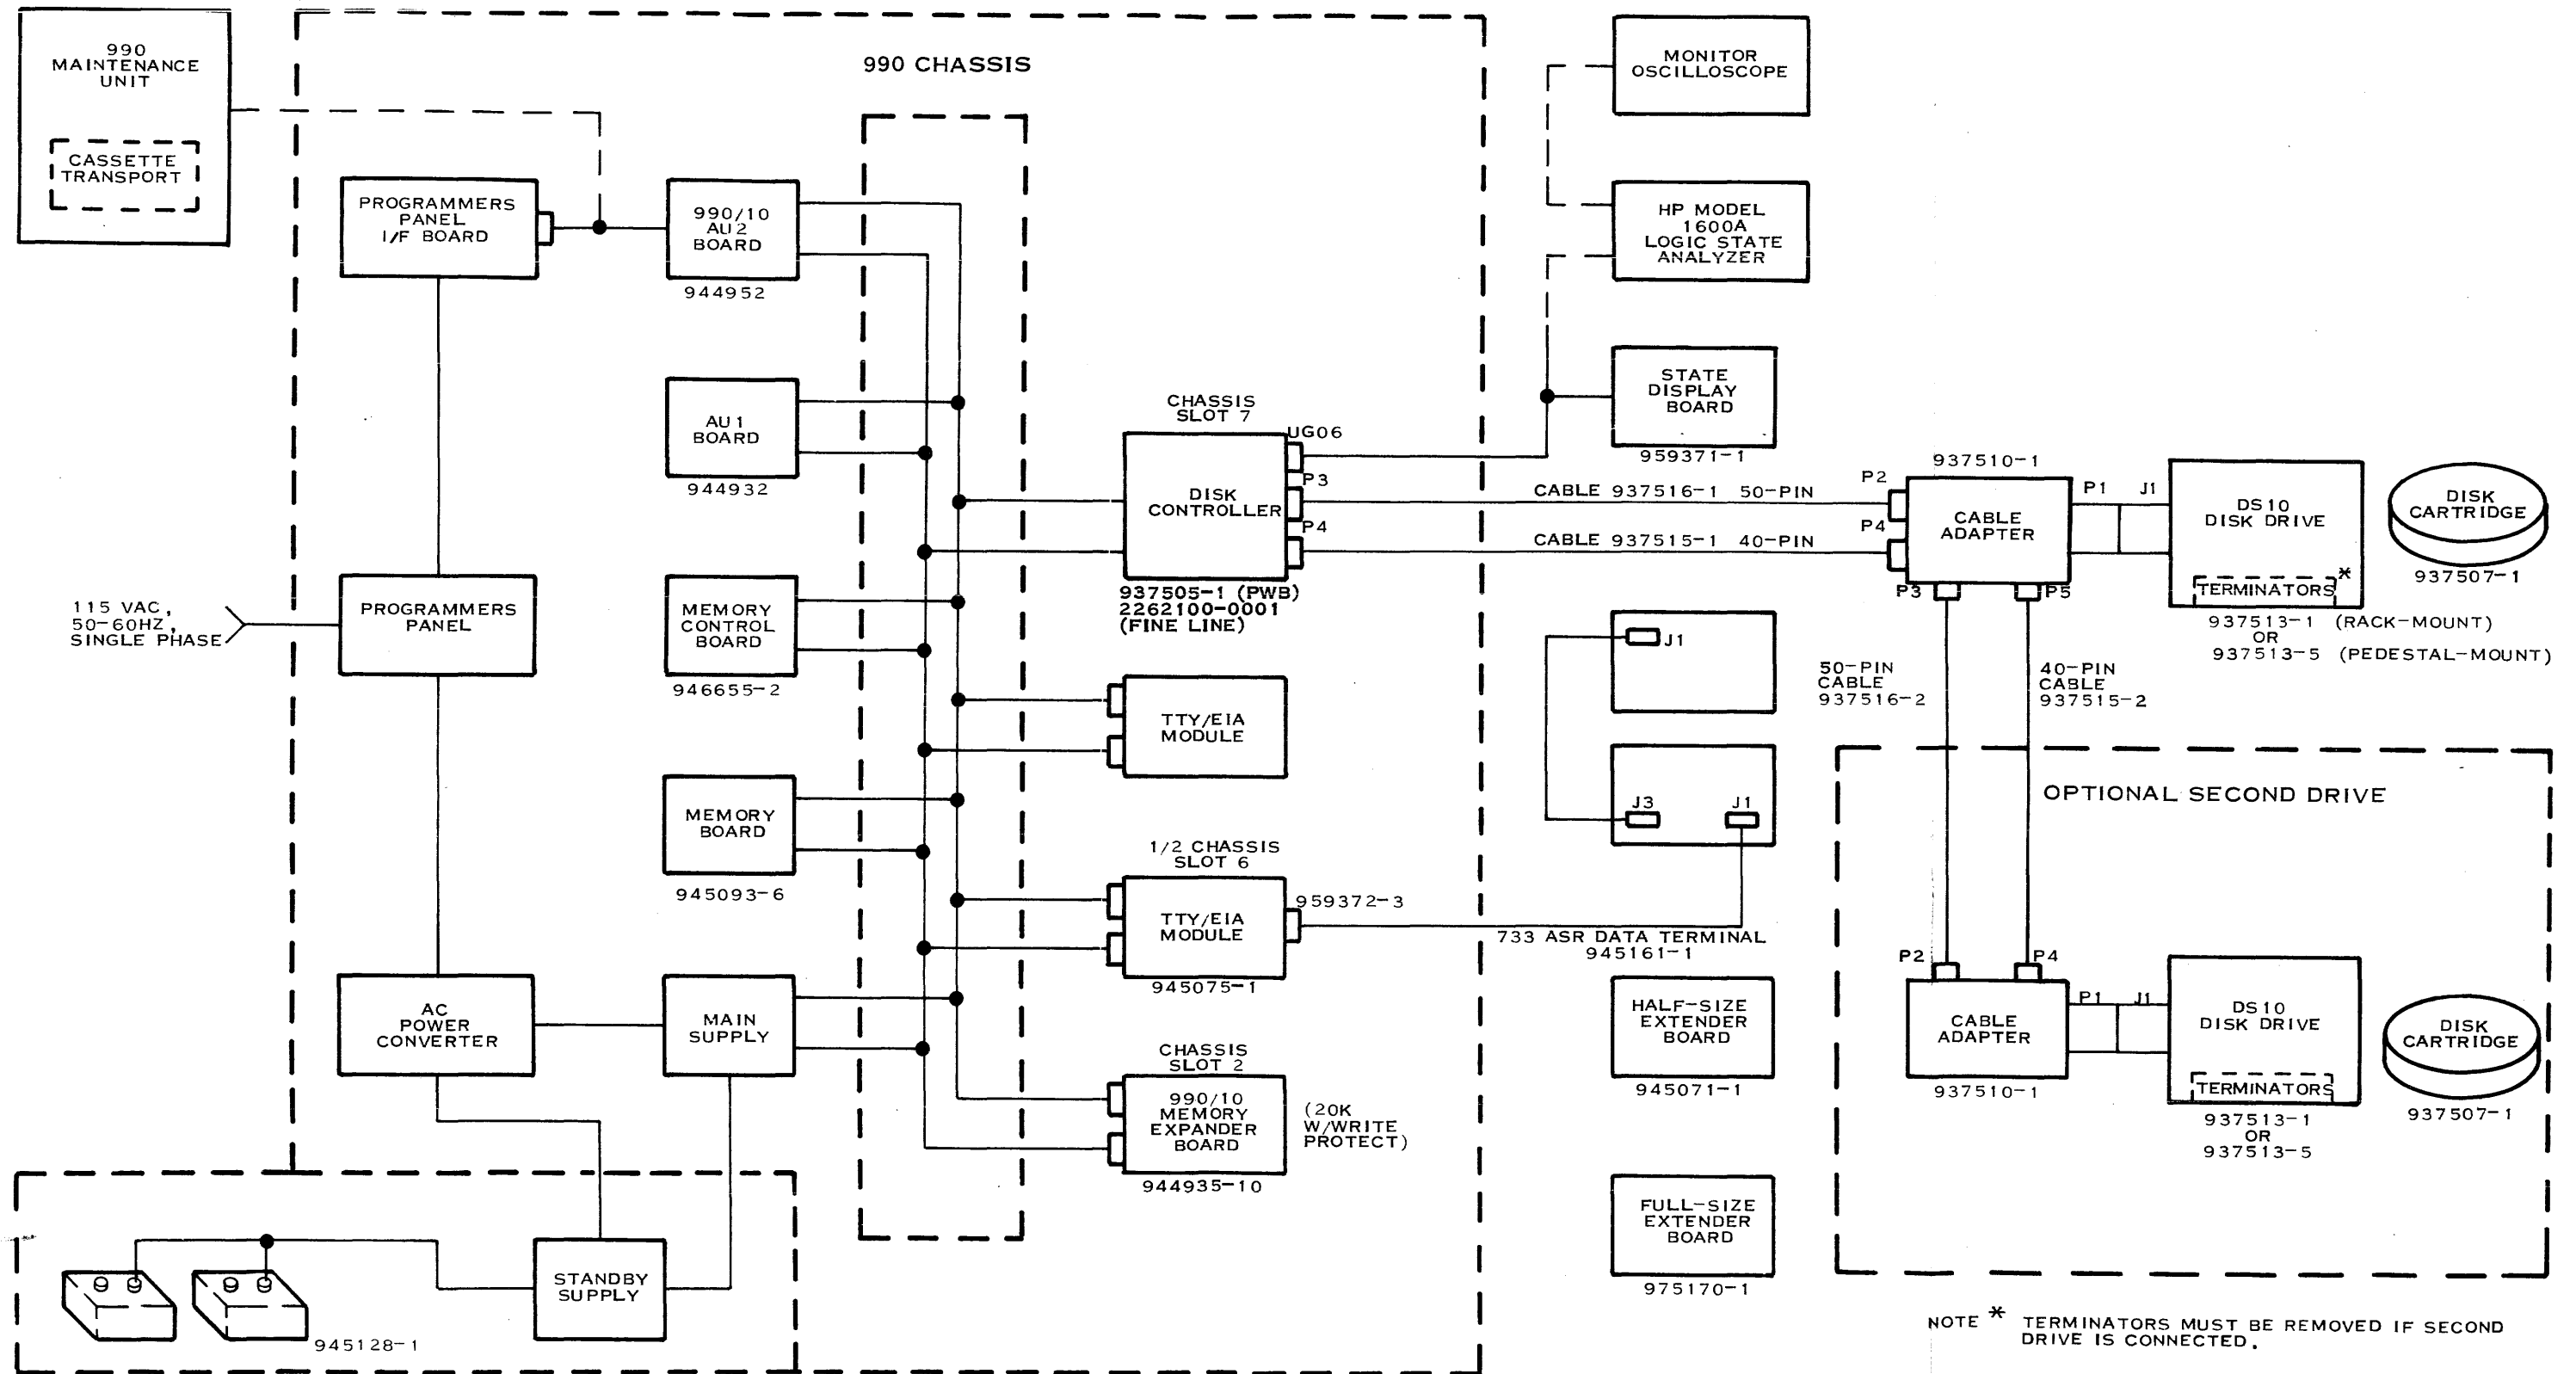 990
MAINTENANCE
UNIT
CASSETTE
TRANSPORT
990 CHASSIS
PROGRAMMERS
PANEL
I/F BOARD
990/10
AU2
BOARD
944952
AU1
BOARD
944932
MEMORY
CONTROL
BOARD
946655-2
MEMORY
BOARD
945093-6
115 VAC,
50-60HZ,
SINGLE PHASE
PROGRAMMERS
PANEL
AC
POWER
CONVERTER
MAIN
SUPPLY
STANDBY
SUPPLY
945128-1
CHASSIS
SLOT 7
DISK
CONTROLLER
UG06
P3
P4
937505-1 (PWB)
2262100-0001
(FINE LINE)
TTY/EIA
MODULE
1/2 CHASSIS
SLOT 6
TTY/EIA
MODULE
959372-3
945075-1
CHASSIS
SLOT 2
990/10
MEMORY
EXPANDER
BOARD
(20K
W/WRITE
PROTECT)
944935-10
MONITOR
OSCILLOSCOPE
HP MODEL
1600A
LOGIC STATE
ANALYZER
STATE
DISPLAY
BOARD
959371-1
CABLE 937516-1 50-PIN
CABLE 937515-1 40-PIN
J1
J3
J1
733 ASR DATA TERMINAL
945161-1
HALF-SIZE
EXTENDER
BOARD
945071-1
FULL-SIZE
EXTENDER
BOARD
975170-1
937510-1
P2
P4
CABLE
ADAPTER
P3
P5
P1
J1
DS10
DISK DRIVE
TERMINATORS
*
937513-1 (RACK-MOUNT)
OR
937513-5 (PEDESTAL-MOUNT)
DISK
CARTRIDGE
937507-1
50-PIN
CABLE
937516-2
40-PIN
CABLE
937515-2
OPTIONAL SECOND DRIVE
P2
P4
CABLE
ADAPTER
937510-1
P1
J1
DS10
DISK DRIVE
TERMINATORS
937513-1
OR
937513-5
DISK
CARTRIDGE
937507-1
NOTE * TERMINATORS MUST BE REMOVED IF SECOND
DRIVE IS CONNECTED.